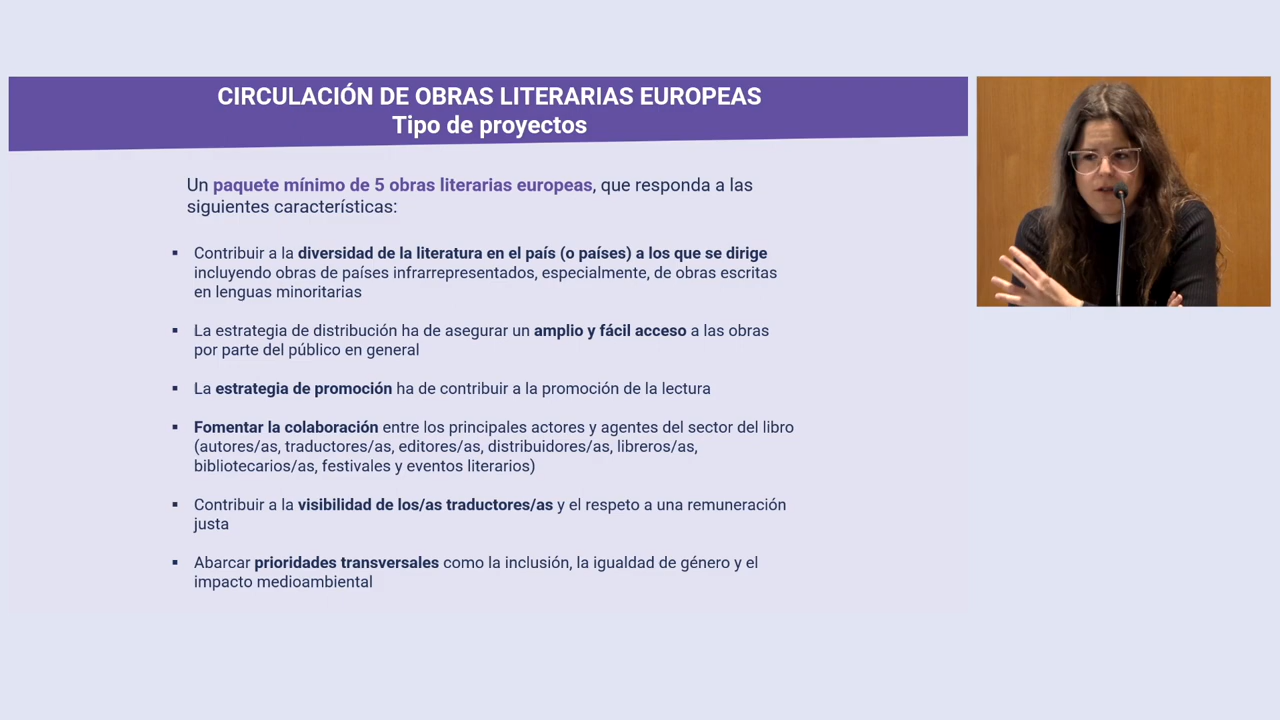 CIRCULACIÓN DE OBRAS LITERARIAS EUROPEAS
Tipo de proyectos
Un paquete mínimo de 5 obras literarias europeas, que responda a las
siguientes características:
▪ Contribuir a la diversidad de la literatura en el país (o países) a los que se dirige
incluyendo obras de países infrarrepresentados, especialmente, de obras escritas
en lenguas minoritarias
▪ La estrategia de distribución ha de asegurar un amplio y fácil acceso a las obras
por parte del público en general
▪ La estrategia de promoción ha de contribuir a la promoción de la lectura
▪ Fomentar la colaboración entre los principales actores y agentes del sector del libro
(autores/as, traductores/as, editores/as, distribuidores/as, libreros/as,
bibliotecarios/as, festivales y eventos literarios)
▪ Contribuir a la visibilidad de los/as traductores/as y el respeto a una remuneración
justa
▪ Abarcar prioridades transversales como la inclusión, la igualdad de género y el
impacto medioambiental